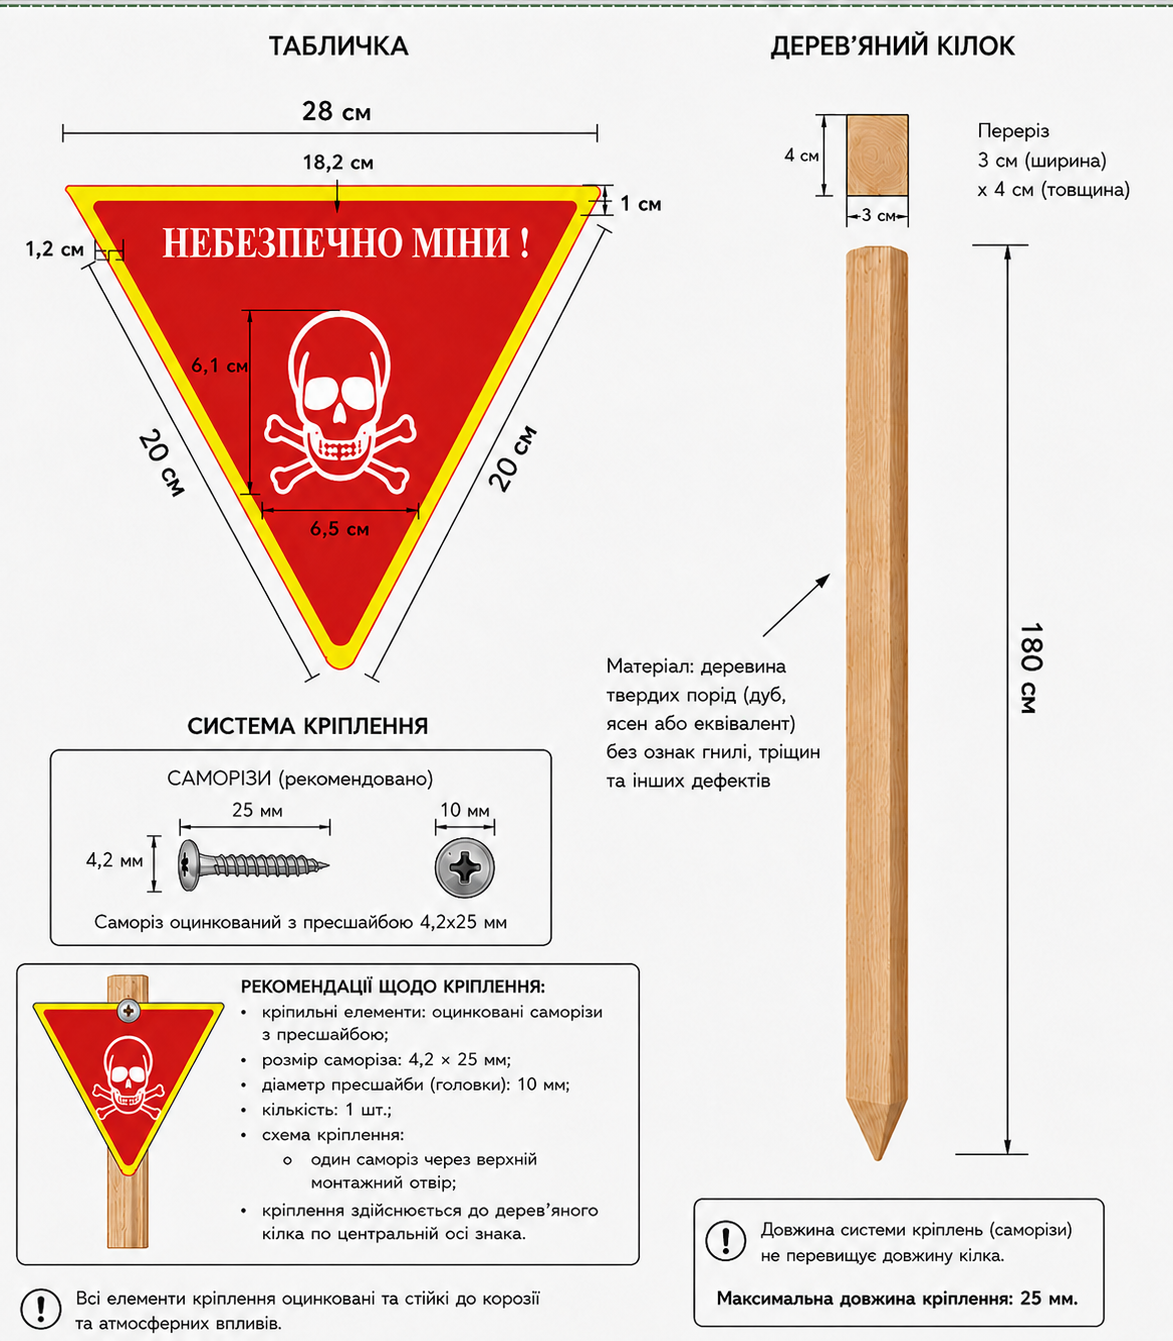 ТАБЛИЧКА
28 см
18,2 см
1 см
1,2 см
НЕБЕЗПЕЧНО МІНИ !
6,1 см
20 см
20 см
6,5 см
СИСТЕМА КРІПЛЕННЯ
САМОРІЗИ (рекомендовано)
25 мм
10 мм
4,2 мм
Саморіз оцинкований з пресшайбою 4,2х25 мм
РЕКОМЕНДАЦІЇ ЩОДО КРІПЛЕННЯ:
• кріпильні елементи: оцинковані саморізи
з пресшайбою;
• розмір саморіза: 4,2 × 25 мм;
• діаметр пресшайби (головки): 10 мм;
• кількість: 1 шт.;
• схема кріплення:
o один саморіз через верхній
монтажний отвір;
• кріплення здійснюється до дерев’яного
кілка по центральній осі знака.
! Всі елементи кріплення оцинковані та стійкі до корозії
та атмосферних впливів.
ДЕРЕВ’ЯНИЙ КІЛОК
4 см
3 см
Переріз
3 см (ширина)
х 4 см (товщина)
180 см
Матеріал: деревина
твердих порід (дуб,
ясен або еквівалент)
без ознак гнилі, тріщин
та інших дефектів
! Довжина системи кріплень (саморізи)
не перевищує довжину кілка.
Максимальна довжина кріплення: 25 мм.